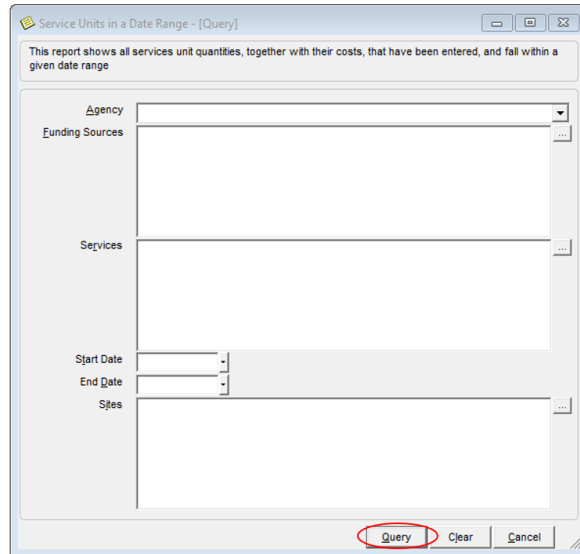 Service Units in a Date Range - [Query]
This report shows all services unit quantities, together with their costs, that have been entered, and fall within a
given date range
Agency
Funding Sources
...
Services
...
Start Date
End Date
Sites
...
Query Clear Cancel